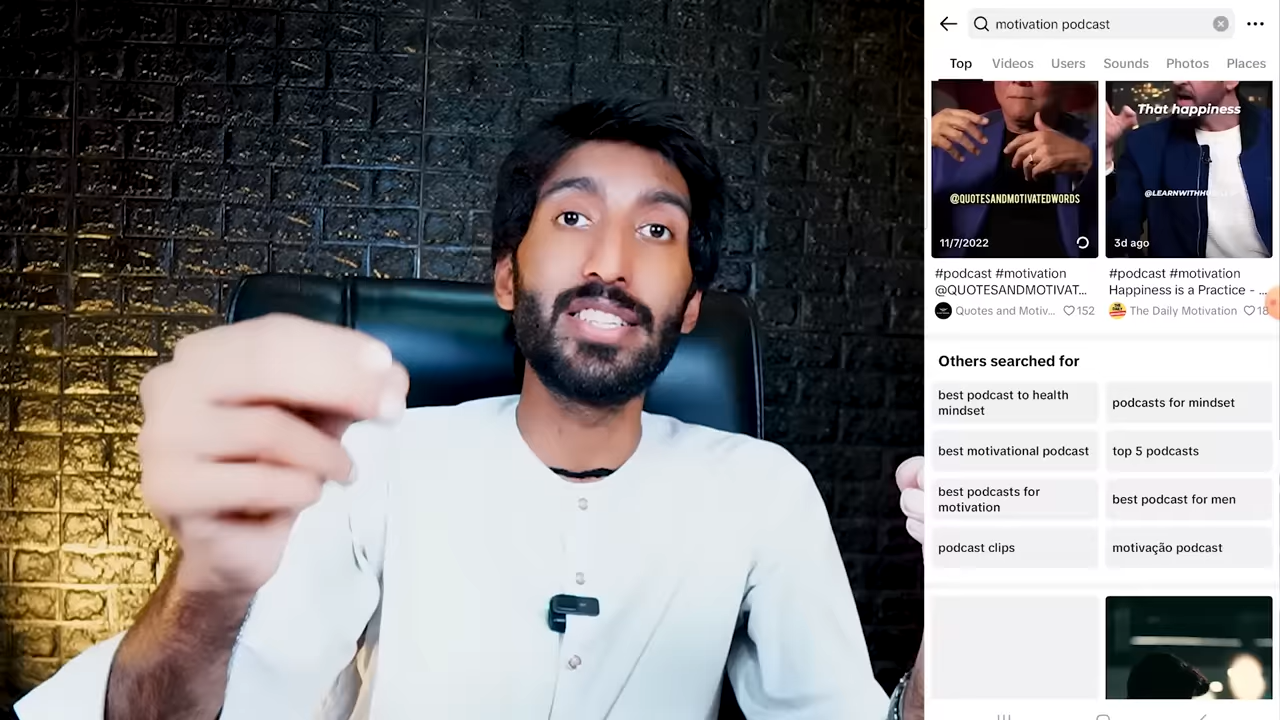 motivation podcast
Top Videos Users Sounds Photos Places
@QUOTESANDMOTIVATEDWORDS
11/7/2022
#podcast #motivation
@QUOTESANDMOTIVAT...
Quotes and Motiv... 152
That happiness
3d ago
#podcast #motivation
Happiness is a Practice - ...
The Daily Motivation 18
Others searched for
best podcast to health
mindset
podcasts for mindset
best motivational podcast
top 5 podcasts
best podcasts for
motivation
best podcast for men
podcast clips
motivação podcast